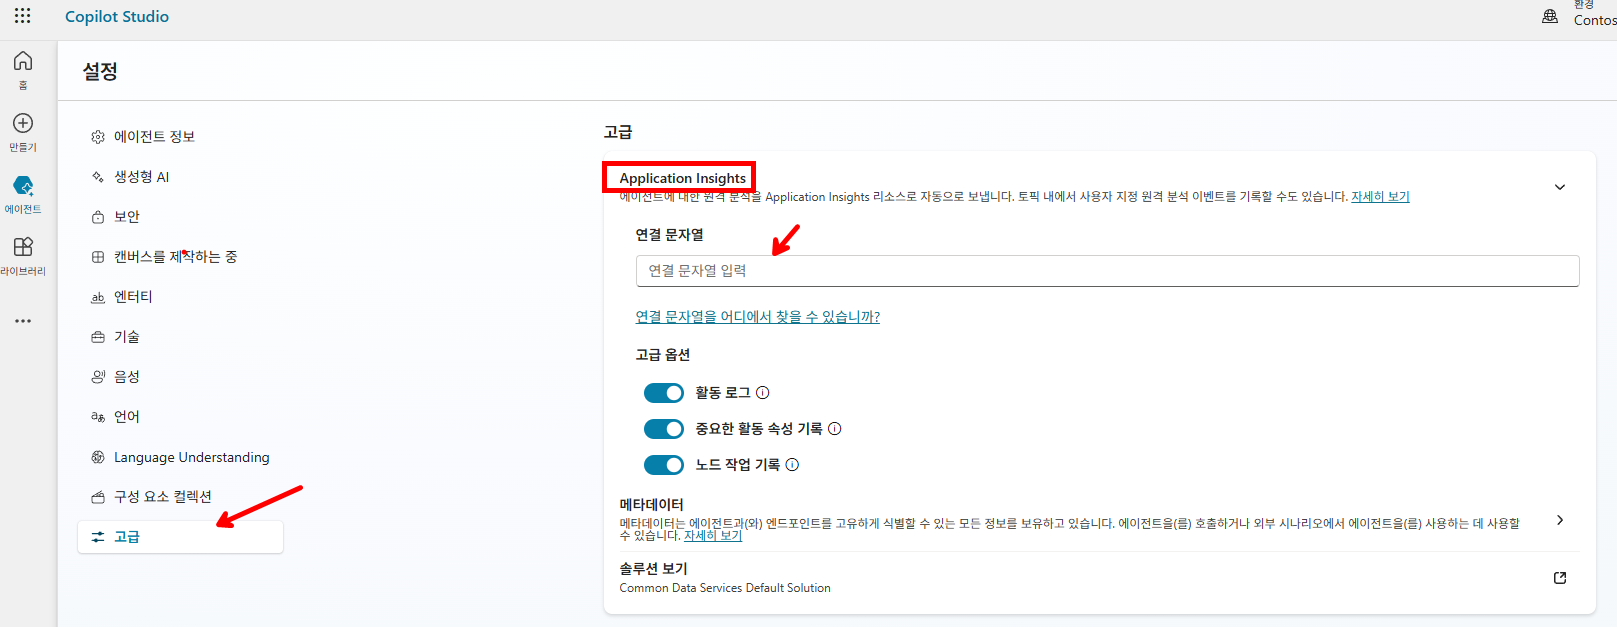 Copilot Studio
환경
Contos
홈
만들기
에이전트
라이브러리
설정
에이전트 정보
생성형 AI
보안
캔버스를 제작하는 중
엔터티
기술
음성
언어
Language Understanding
구성 요소 컬렉션
고급
고급
Application Insights
에이전트에 대한 원격 분석을 Application Insights 리소스로 자동으로 보냅니다. 토픽 내에서 사용자 지정 원격 분석 이벤트를 기록할 수도 있습니다. 자세히 보기
연결 문자열
연결 문자열 입력
연결 문자열을 어디에서 찾을 수 있습니까?
고급 옵션
활동 로그
중요한 활동 속성 기록
노드 작업 기록
메타데이터
메타데이터는 에이전트과(와) 엔드포인트를 고유하게 식별할 수 있는 모든 정보를 보유하고 있습니다. 에이전트을(를) 호출하거나 외부 시나리오에서 에이전트을(를) 사용하는 데 사용할
수 있습니다. 자세히 보기
솔루션 보기
Common Data Services Default Solution